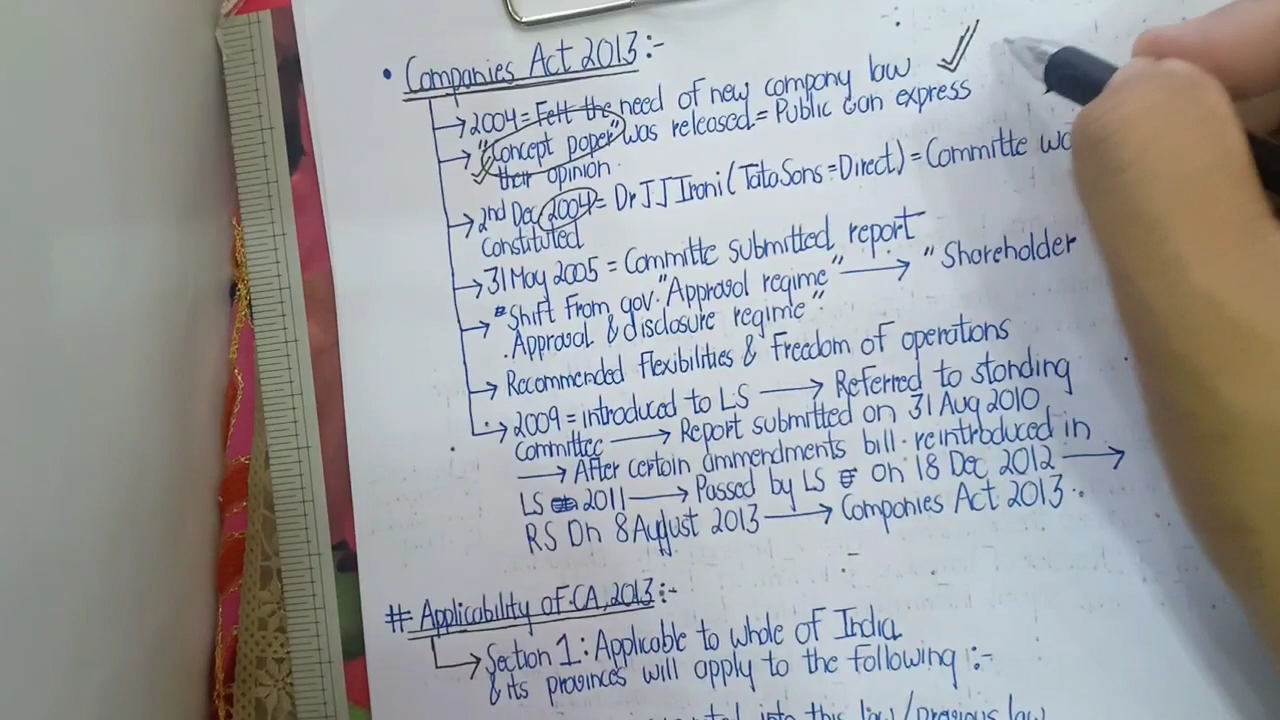 • Companies Act 2013:-
→ 2004 = Felt the need of new company law
→ "Concept paper" was released = Public can express
their opinion.
→ 2nd Dec 2004 = Dr J J Irani (Tata Sons = Direct) = Committe
constituted
→ 31 May 2005 = Committe submitted report
→ "Shift from gov. "Approval regime" → "Shareholder
Approval & disclosure regime"
→ Recommended flexibilities & freedom of operations
→ 2009 = introduced to LS → Referred to standing
committee → Report submitted on 31 Aug 2010
→ After certain ammendments bill reintroduced in
LS 2011 → Passed by LS on 18 Dec 2012 →
RS On 8 August 2013 → Companies Act 2013.
# Applicability of CA, 2013:-
→ Section 1: Applicable to whole of India
& its provinces will apply to the following :-
into this law/previous law